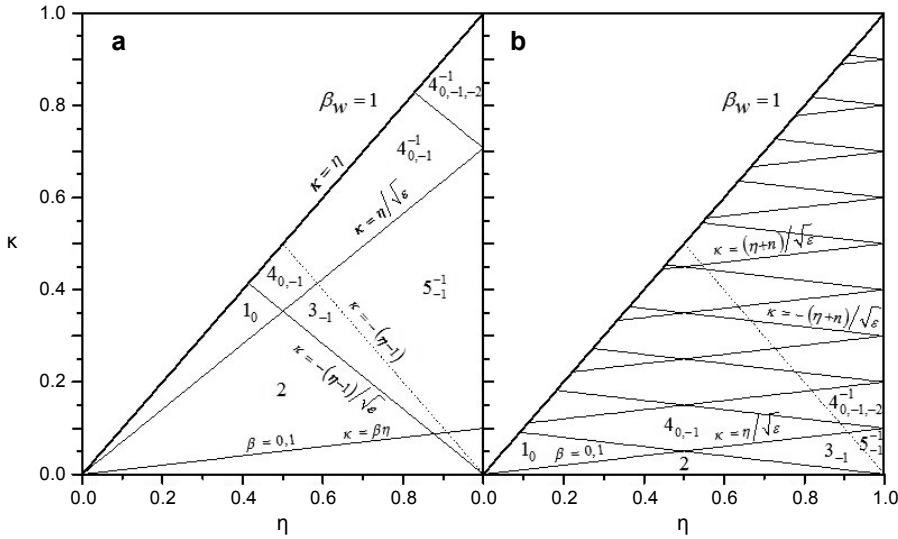 a
b
1.0
0.8
0.6
0.4
0.2
0.0
κ
β_w = 1
4^{-1}_{0,-1,-2}
4^{-1}_{0,-1}
κ = η
κ = η/√ε
4_{0,-1}
5^{-1}_{-1}
1_0
3_{-1}
κ = -(η-1)
κ = -(η-1)/√ε
2
β = 0,1
κ = βη
0.0 0.2 0.4 0.6 0.8 0.0
η
β_w = 1
κ = (η+n)/√ε
κ = -(η+n)/√ε
4^{-1}_{0,-1,-2}
4_{0,-1}
κ = η/√ε
1_0
β = 0,1
2
3_{-1}
5^{-1}_{-1}
0.2 0.4 0.6 0.8 1.0
η